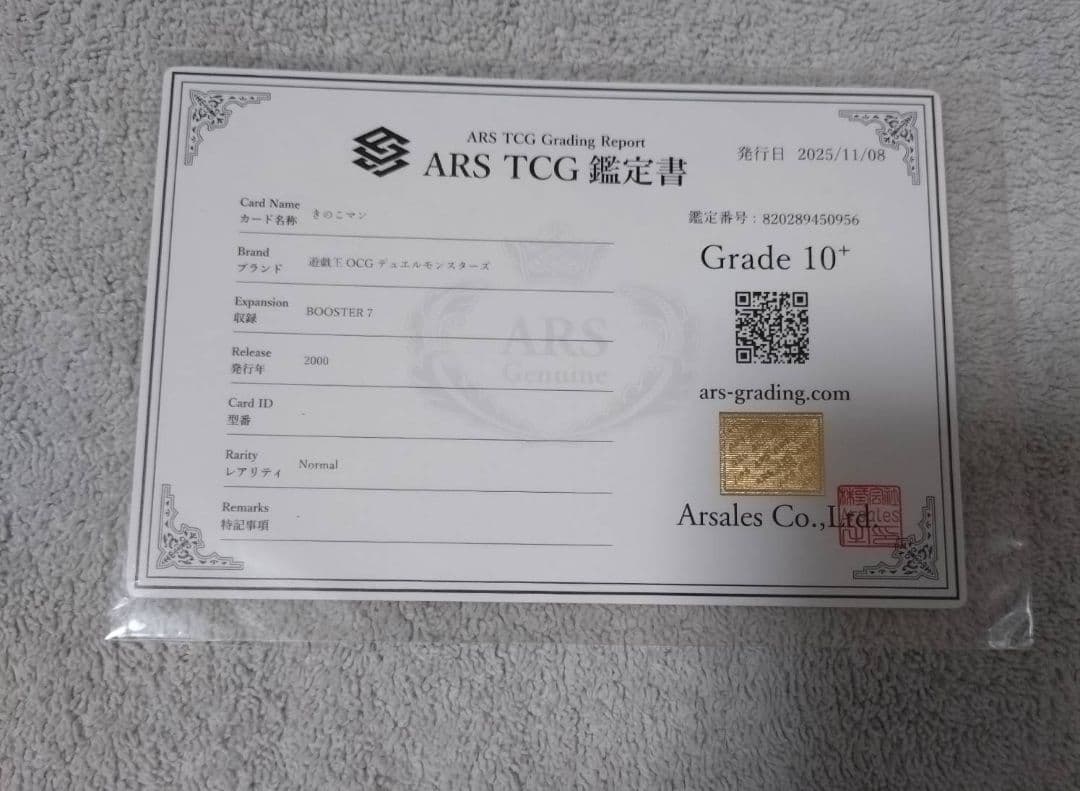 ARS TCG Grading Report
ARS TCG 鑑定書
発行日 2025/11/08
Card Name
カード名称 きのこマン
Brand
ブランド 遊戯王 OCG デュエルモンスターズ
Expansion
収録 BOOSTER 7
Release
発行年 2000
Card ID
型番 -
Rarity
レアリティ Normal
Remarks
特記事項 -
鑑定番号：820289450956
Grade 10+
ars-grading.com
Arsales Co.,Ltd.
ARS
Genuine
Arsales